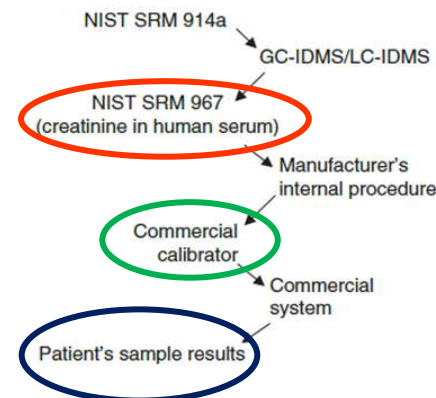 NIST SRM 914a
GC-IDMS/LC-IDMS
NIST SRM 967
(creatinine in human serum)
Manufacturer's
internal procedure
Commercial
calibrator
Commercial
system
Patient's sample results